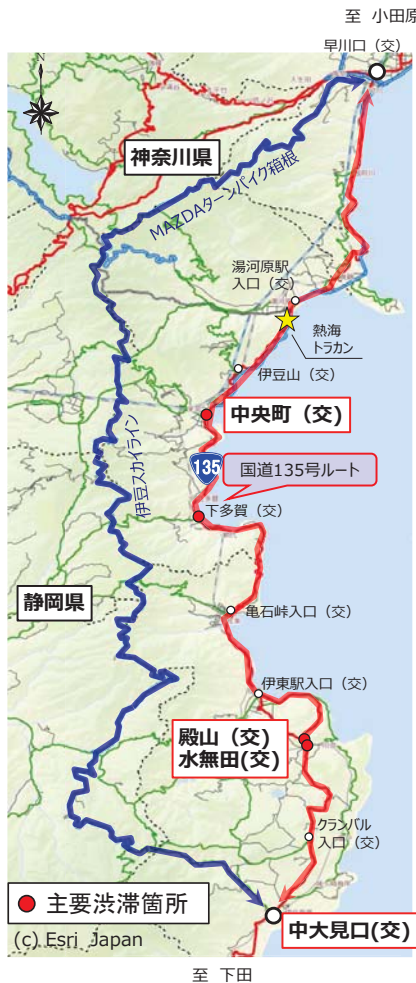 至 小田原
早川口（交）
神奈川県
MAZDAターンパイク箱根
湯河原駅
入口（交）
熱海
トラカン
伊豆山（交）
中央町（交）
伊豆スカイライン
135
国道135号ルート
下多賀（交）
静岡県
亀石峠入口（交）
伊東駅入口（交）
殿山（交）
水無田(交)
クランバル
入口（交）
主要渋滞箇所
中大見口(交)
(c) Esri Japan
至 下田